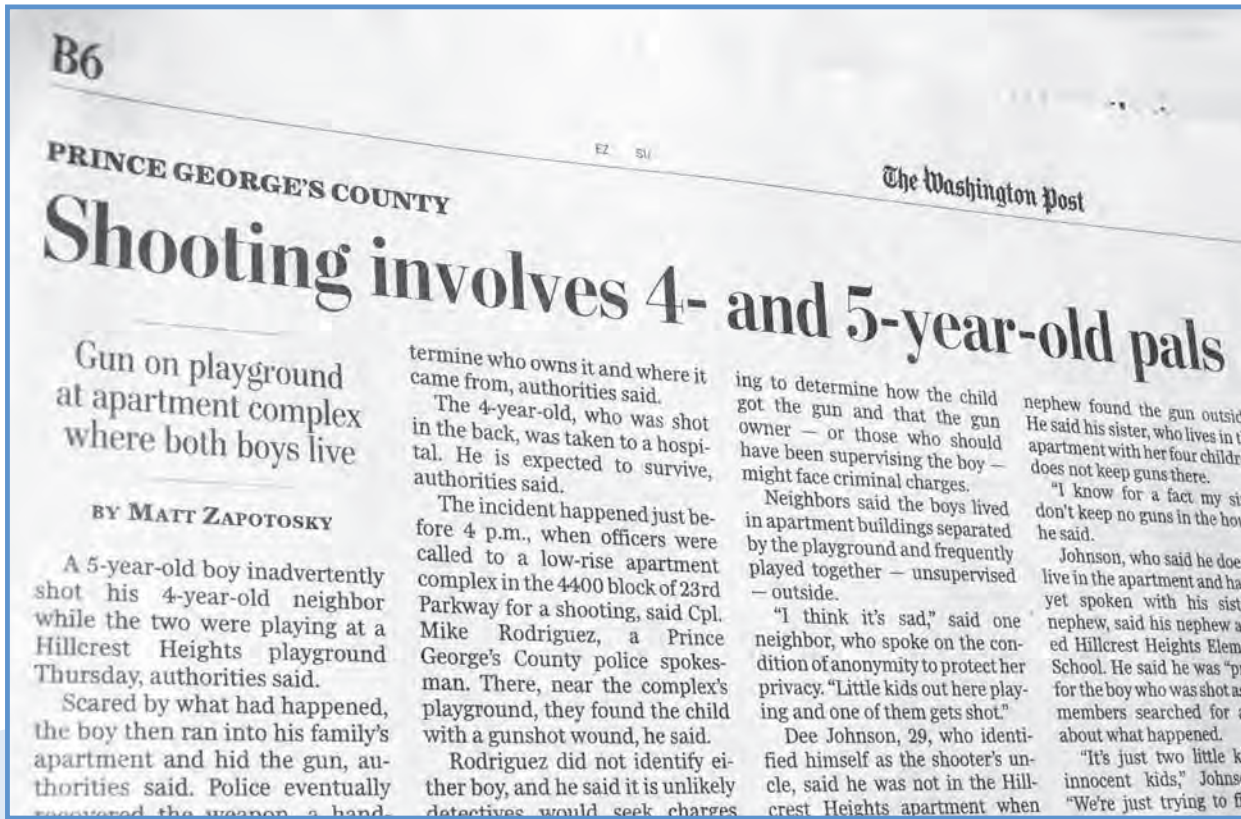 B6
EZ SU
The Washington Post
PRINCE GEORGE'S COUNTY
Shooting involves 4- and 5-year-old pals
Gun on playground
at apartment complex
where both boys live
BY MATT ZAPOTOSKY
A 5-year-old boy inadvertently
shot his 4-year-old neighbor
while the two were playing at a
Hillcrest Heights playground
Thursday, authorities said.
Scared by what had happened,
the boy then ran into his family's
apartment and hid the gun, au-
thorities said. Police eventually
recovered the weapon, a hand-
termine who owns it and where it
came from, authorities said.
The 4-year-old, who was shot
in the back, was taken to a hospi-
tal. He is expected to survive,
authorities said.
The incident happened just be-
fore 4 p.m., when officers were
called to a low-rise apartment
complex in the 4400 block of 23rd
Parkway for a shooting, said Cpl.
Mike Rodriguez, a Prince
George's County police spokes-
man. There, near the complex's
playground, they found the child
with a gunshot wound, he said.
Rodriguez did not identify ei-
ther boy, and he said it is unlikely
detectives would seek charges
ing to determine how the child
got the gun and that the gun
owner — or those who should
have been supervising the boy —
might face criminal charges.
Neighbors said the boys lived
in apartment buildings separated
by the playground and frequently
played together — unsupervised
— outside.
"I think it's sad," said one
neighbor, who spoke on the con-
dition of anonymity to protect her
privacy. "Little kids out here play-
ing and one of them gets shot."
Dee Johnson, 29, who identi-
fied himself as the shooter's un-
cle, said he was not in the Hill-
crest Heights apartment when
nephew found the gun outsid
He said his sister, who lives in t
apartment with her four childr
does not keep guns there.
"I know for a fact my si
don't keep no guns in the hou
he said.
Johnson, who said he doe
live in the apartment and ha
yet spoken with his sist
nephew, said his nephew a
ed Hillcrest Heights Elem
School. He said he was "p
for the boy who was shot a
members searched for a
about what happened.
"It's just two little k
innocent kids," Johns
"We're just trying to f